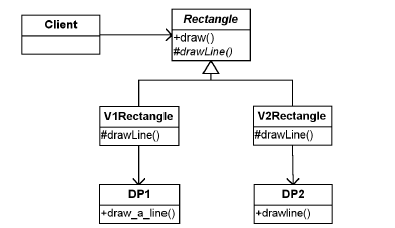 Client
Rectangle
+draw()
#drawLine()
V1Rectangle
#drawLine()
V2Rectangle
#drawLine()
DP1
+draw_a_line()
DP2
+drawline()